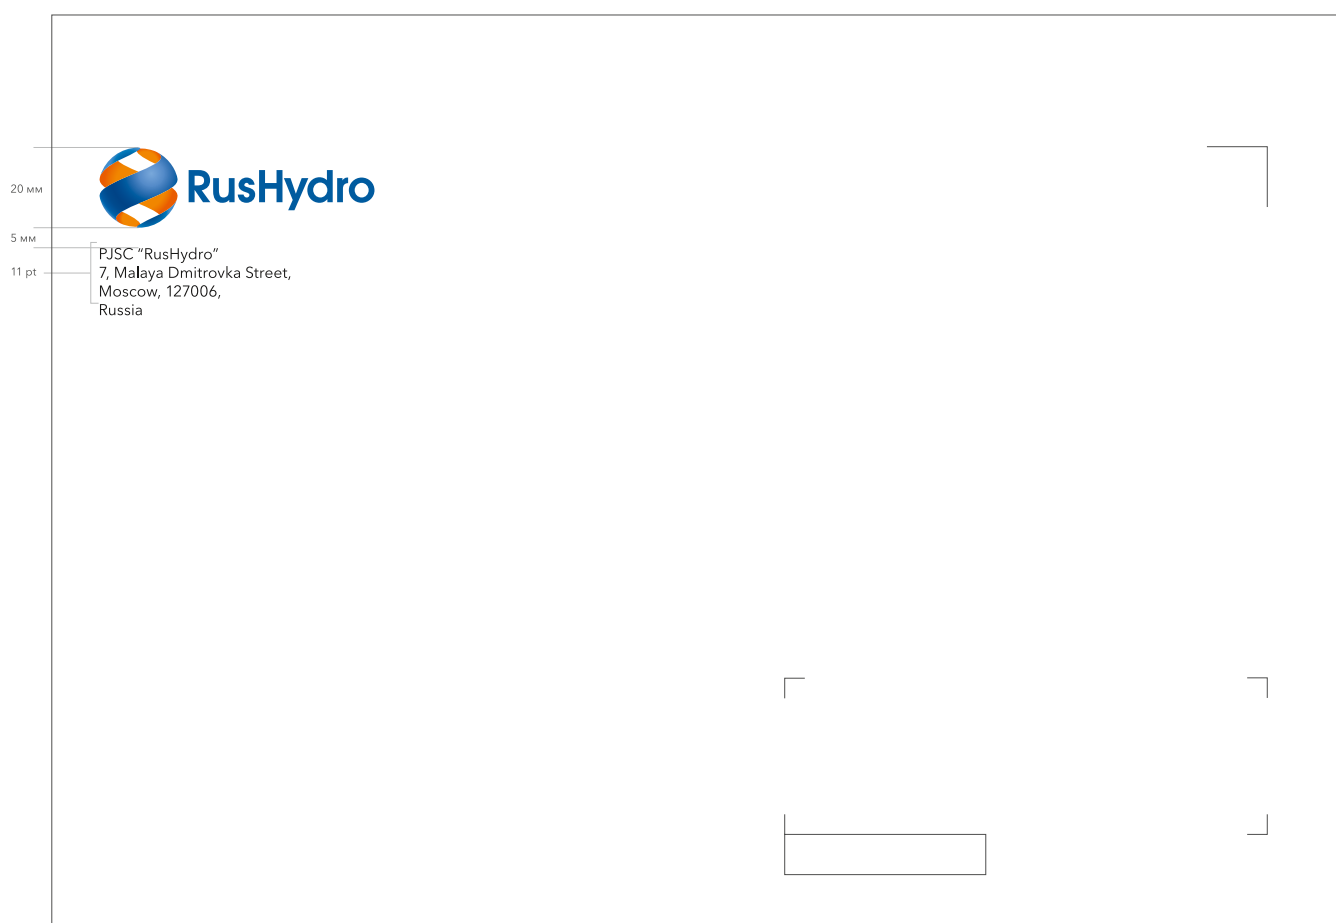 RusHydro
20 мм
5 мм
PJSC “RusHydro”
11 pt
7, Malaya Dmitrovka Street,
Moscow, 127006,
Russia